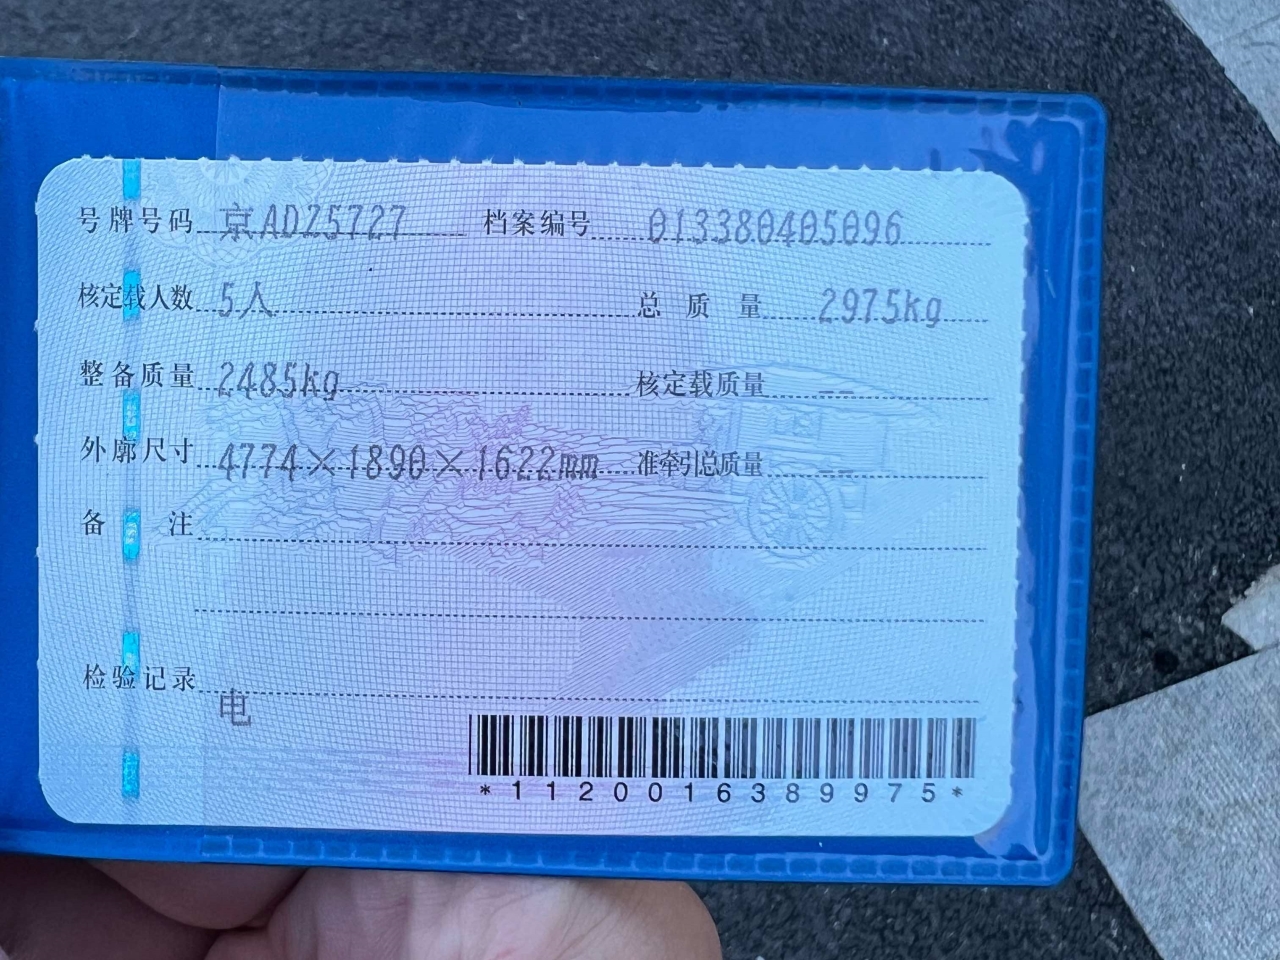 号牌号码 京ADZ5727 档案编号 013380405096
核定载人数 5人 总质量 2975kg
整备质量 2485kg 核定载质量 --
外廓尺寸 4774×1890×1622mm 准牵引总质量 --
备注
检验记录
电
*1120016389975*